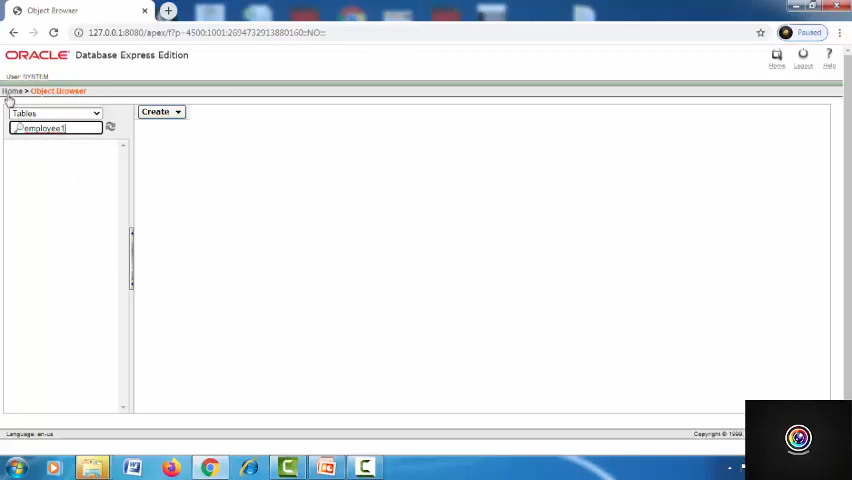 Object Browser
127.0.0.1:8080/apex/f?p=4500:1001:2694732913880160::NO:::
Paused
ORACLE Database Express Edition
Home Logout Help
User: SYSTEM
Home > Object Browser
Tables
Create
employee1
Language: en-us
Copyright © 1999,